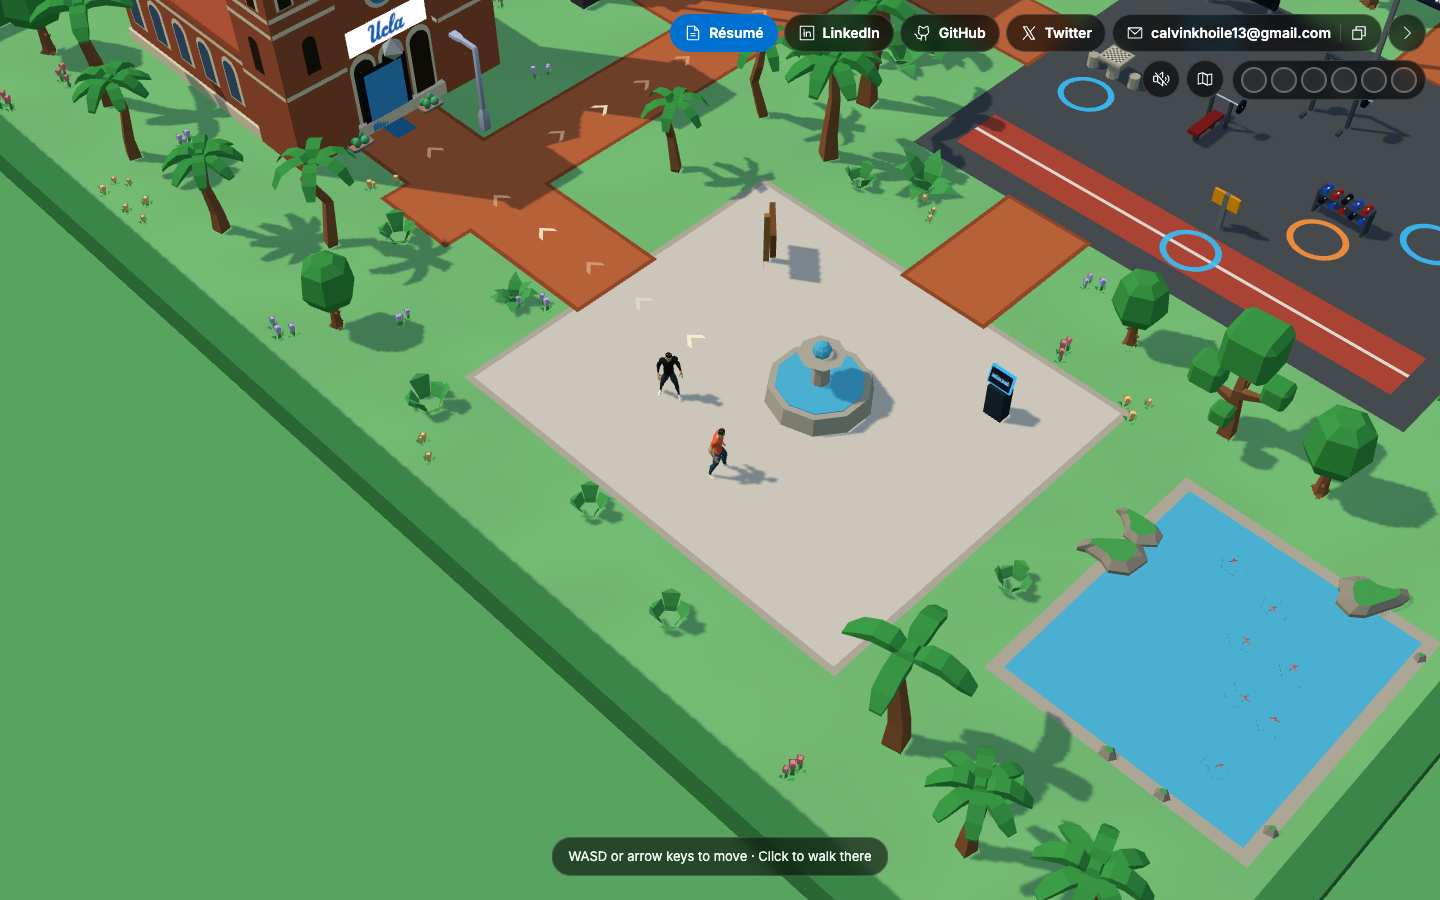 Ucla
Résumé
LinkedIn
GitHub
Twitter
calvinkhoile13@gmail.com
WASD or arrow keys to move · Click to walk there